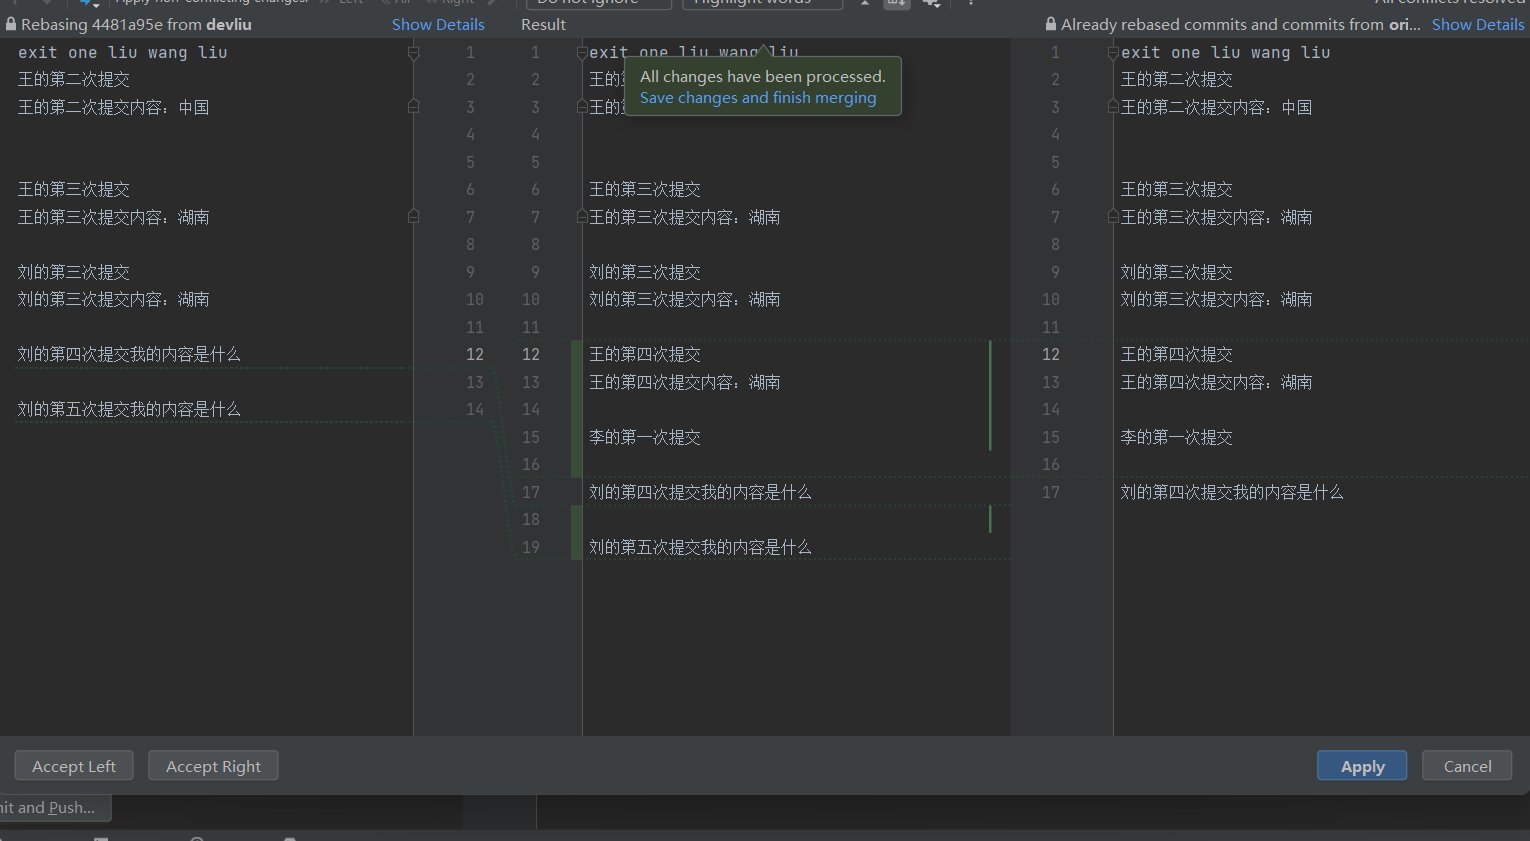 Apply non-conflicting changes: Left All Right Do not ignore Highlight words All conflicts resolved
Rebasing 4481a95e from devliu Show Details Result Already rebased commits and commits from ori... Show Details
exit one liu wang liu
王的第二次提交
王的第二次提交内容：中国
王的第三次提交
王的第三次提交内容：湖南
刘的第三次提交
刘的第三次提交内容：湖南
刘的第四次提交我的内容是什么
刘的第五次提交我的内容是什么
1
2
3
4
5
6
7
8
9
10
11
12
13
14
1
2
3
4
5
6
7
8
9
10
11
12
13
14
15
16
17
18
19
exit one liu wang liu
王的
王的
All changes have been processed.
Save changes and finish merging
王的第三次提交
王的第三次提交内容：湖南
刘的第三次提交
刘的第三次提交内容：湖南
王的第四次提交
王的第四次提交内容：湖南
李的第一次提交
刘的第四次提交我的内容是什么
刘的第五次提交我的内容是什么
1
2
3
4
5
6
7
8
9
10
11
12
13
14
15
16
17
exit one liu wang liu
王的第二次提交
王的第二次提交内容：中国
王的第三次提交
王的第三次提交内容：湖南
刘的第三次提交
刘的第三次提交内容：湖南
王的第四次提交
王的第四次提交内容：湖南
李的第一次提交
刘的第四次提交我的内容是什么
Accept Left Accept Right Apply Cancel
and Push...